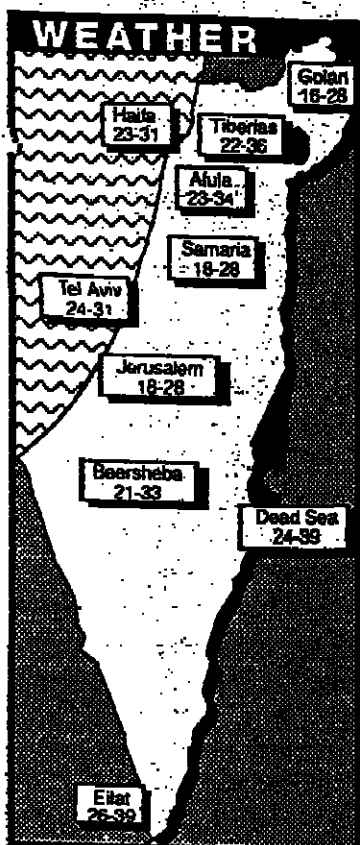 WEATHER
Golan
16-28
Haifa
23-31
Tiberias
22-36
Afula
23-34
Samaria
18-28
Tel Aviv
24-31
Jerusalem
18-28
Beersheba
21-33
Dead Sea
24-39
Eilat
26-39